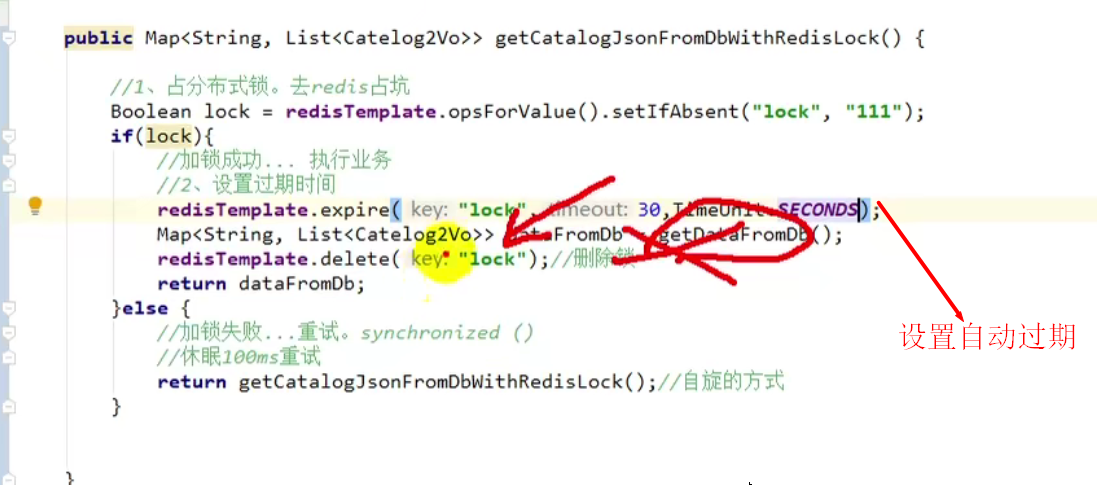 public Map<String, List<Catelog2Vo>> getCatalogJsonFromDbWithRedisLock() {
//1、占分布式锁。去redis占坑
Boolean lock = redisTemplate.opsForValue().setIfAbsent("lock", "111");
if(lock){
//加锁成功... 执行业务
//2、设置过期时间
redisTemplate.expire( key: "lock", timeout: 30,TimeUnit.SECONDS);
Map<String, List<Catelog2Vo>> dataFromDb = getDataFromDb();
redisTemplate.delete( key: "lock");//删除锁
return dataFromDb;
}else {
//加锁失败...重试。synchronized ()
//休眠100ms重试
return getCatalogJsonFromDbWithRedisLock();//自旋的方式
}
}
设置自动过期